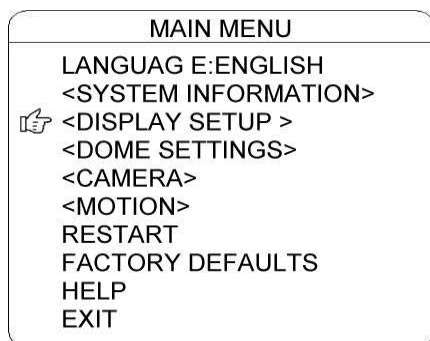 MAIN MENU
LANGUAG E:ENGLISH
<SYSTEM INFORMATION>
<DISPLAY SETUP >
<DOME SETTINGS>
<CAMERA>
<MOTION>
RESTART
FACTORY DEFAULTS
HELP
EXIT